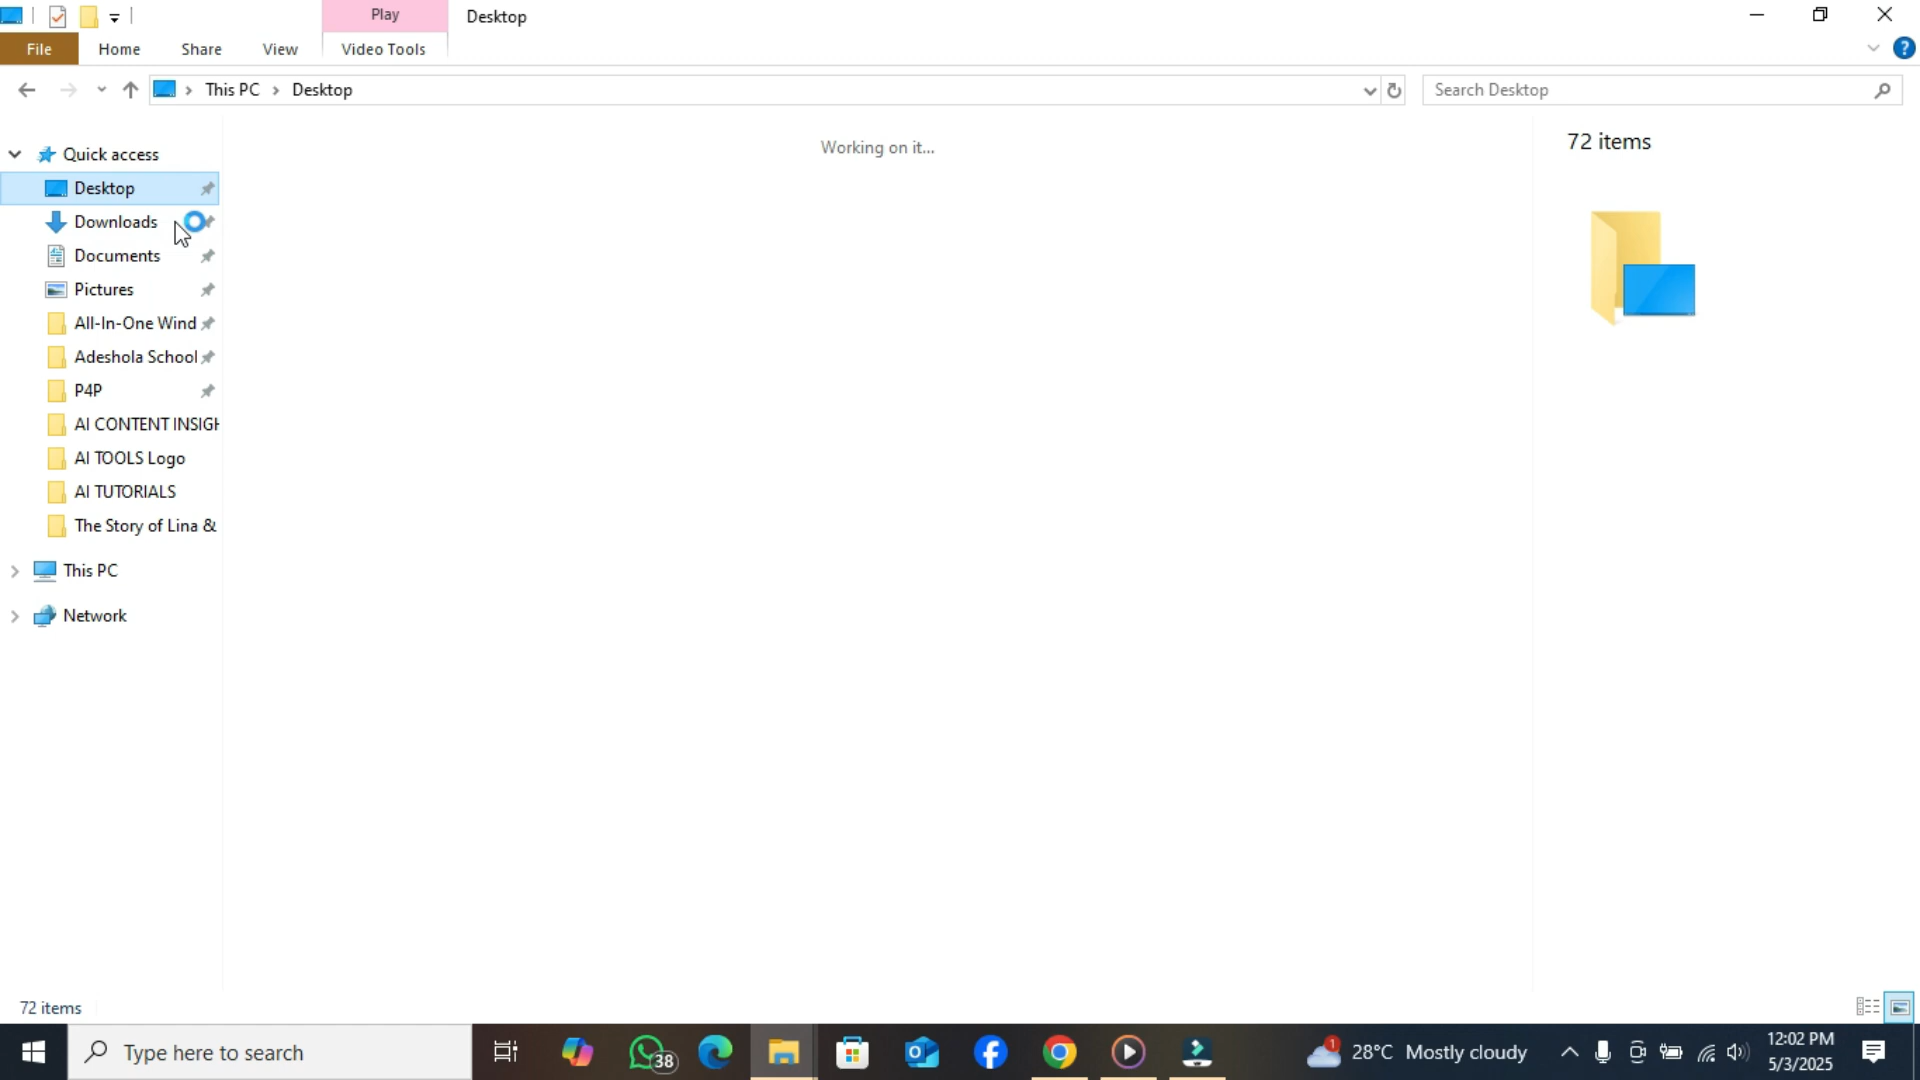 Play
Desktop
File
Home
Share
View
Video Tools
This PC
Desktop
Search Desktop
Quick access
Desktop
Downloads
Documents
Pictures
All-In-One Wind
Adeshola School
P4P
AI CONTENT INSIGH
AI TOOLS Logo
AI TUTORIALS
The Story of Lina &
This PC
Network
Working on it...
72 items
72 items
Type here to search
38
1
28°C Mostly cloudy
12:02 PM
5/3/2025